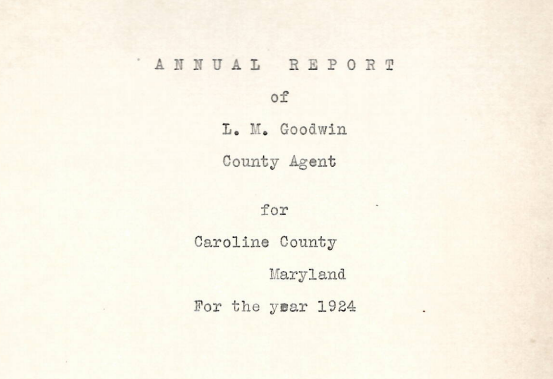 ANNUAL REPORT
of
L. M. Goodwin
County Agent
for
Caroline County
Maryland
For the year 1924